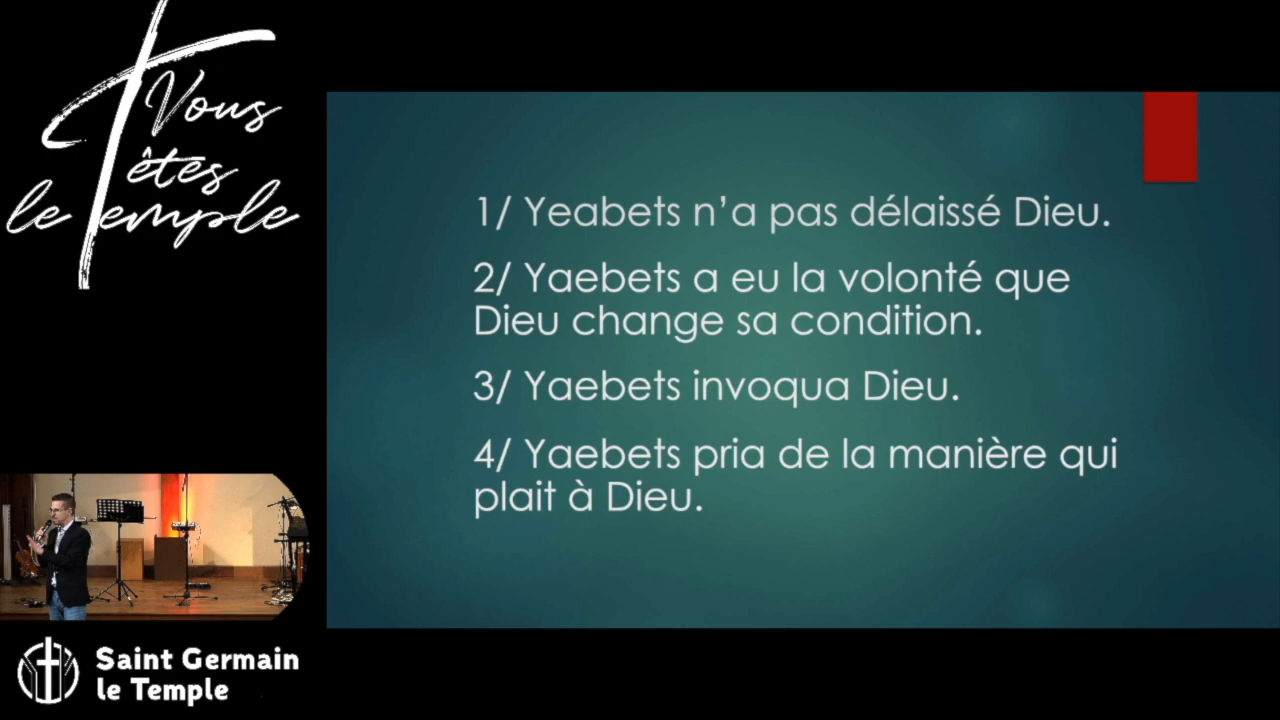 Vous
êtes
le Temple
1/ Yeabets n’a pas délaissé Dieu.
2/ Yaebets a eu la volonté que
Dieu change sa condition.
3/ Yaebets invoqua Dieu.
4/ Yaebets pria de la manière qui
plait à Dieu.
Saint Germain
le Temple